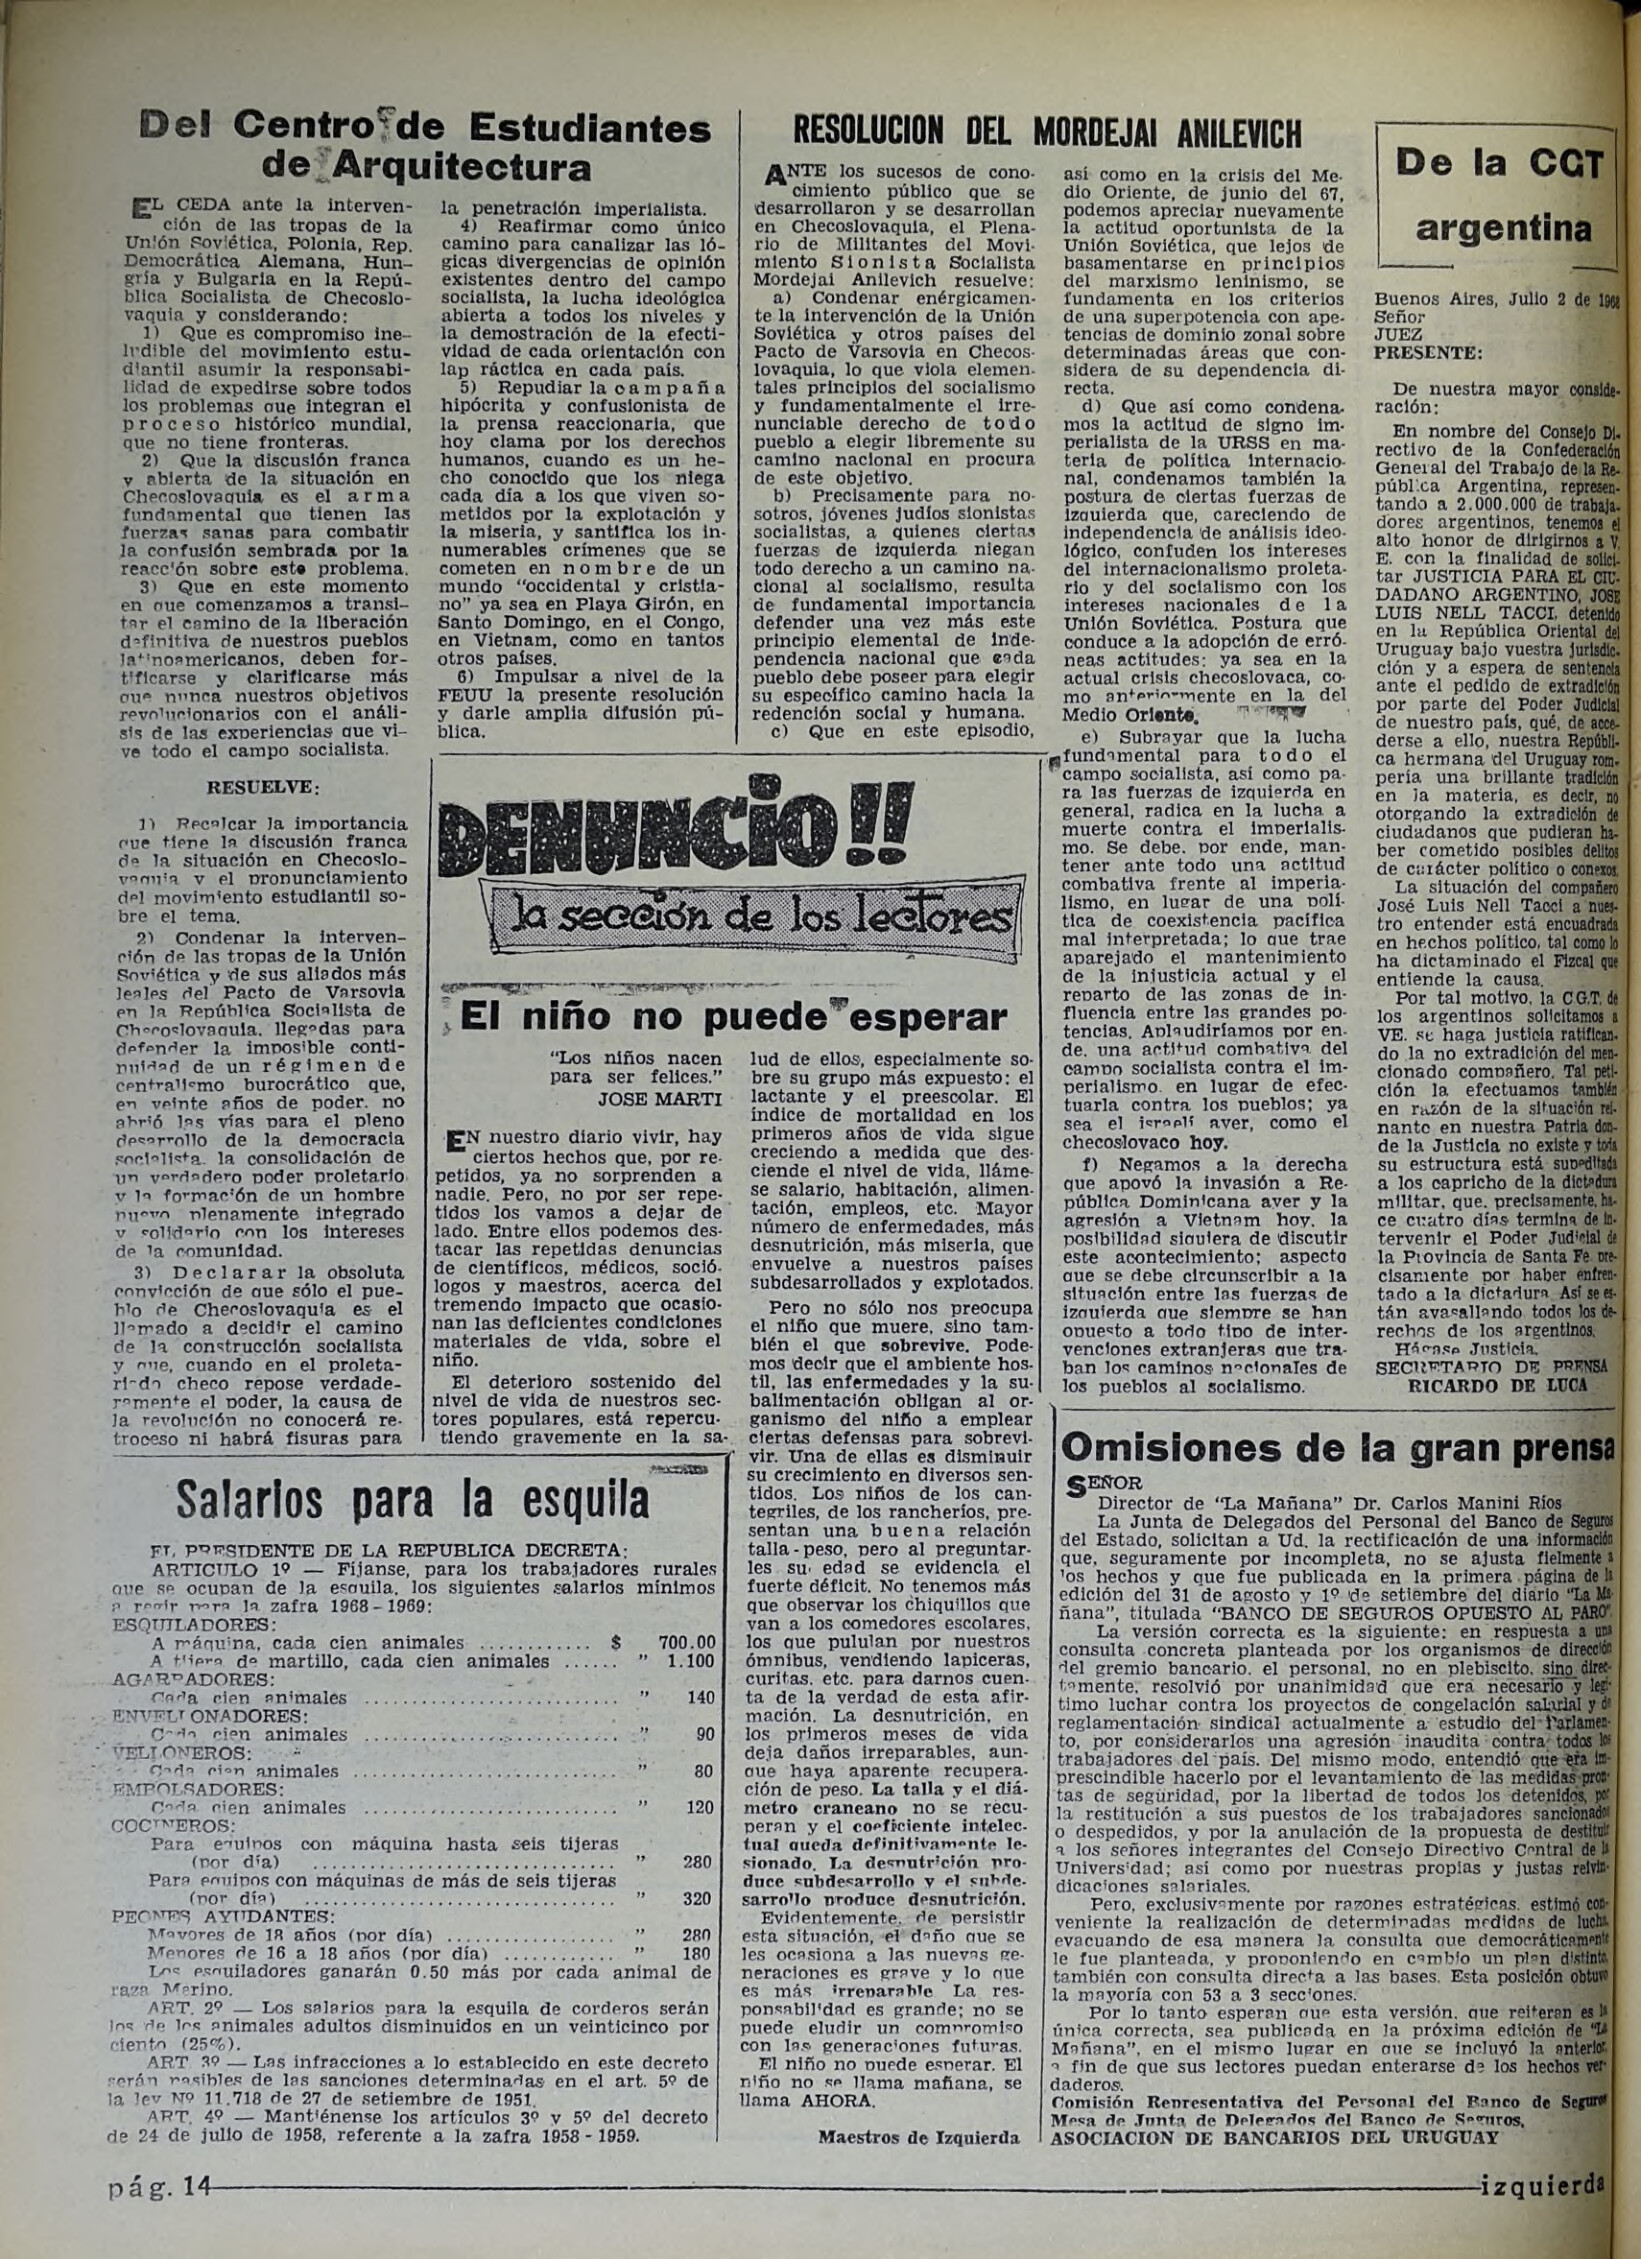 Del Centro de Estudiantes
de Arquitectura
EL CEDA ante la interven-
ción de las tropas de la
Unión Soviética, Polonia, Rep.
Democrática Alemana, Hun-
gría y Bulgaria en la Repú-
blica Socialista de Checoslo-
vaquia y considerando:
1) Que es compromiso ine-
ludible del movimiento estu-
diantil asumir la responsabi-
lidad de expedirse sobre todos
los problemas que integran el
proceso histórico mundial,
que no tiene fronteras.
2) Que la discusión franca
y abierta de la situación en
Checoslovaquia es el arma
fundamental que tienen las
fuerzas sanas para combatir
la confusión sembrada por la
reacción sobre este problema.
3) Que en este momento
en que comenzamos a transi-
tar el camino de la liberación
definitiva de nuestros pueblos
latinoamericanos, deben for-
tificarse y clarificarse más
que nunca nuestros objetivos
revolucionarios con el análi-
sis de las experiencias que vi-
ve todo el campo socialista.
RESUELVE:
1) Recalcar la importancia
que tiene la discusión franca
de la situación en Checoslo-
vaquia y el pronunciamiento
del movimiento estudiantil so-
bre el tema.
2) Condenar la interven-
ción de las tropas de la Unión
Soviética y de sus aliados más
leales del Pacto de Varsovia
en la República Socialista de
Checoslovaquia, llegadas para
defender la imposible conti-
nuidad de un régimen de
centralismo burocrático que,
en veinte años de poder, no
abrió las vías para el pleno
desarrollo de la democracia
socialista, la consolidación de
un verdadero poder proletario
y la formación de un hombre
nuevo plenamente integrado
y solidario con los intereses
de la comunidad.
3) Declarar la obsoluta
convicción de que sólo el pue-
blo de Checoslovaquia es el
llamado a decidir el camino
de la construcción socialista
y que, cuando en el proleta-
riado checo repose verdade-
ramente el poder, la causa de
la revolución no conocerá re-
troceso ni habrá fisuras para
la penetración imperialista.
4) Reafirmar como único
camino para canalizar las ló-
gicas divergencias de opinión
existentes dentro del campo
socialista, la lucha ideológica
abierta a todos los niveles y
la demostración de la efecti-
vidad de cada orientación con
lap ráctica en cada país.
5) Repudiar la campaña
hipócrita y confusionista de
la prensa reaccionaria, que
hoy clama por los derechos
humanos, cuando es un he-
cho conocido que los niega
cada día a los que viven so-
metidos por la explotación y
la miseria, y santifica los in-
numerables crímenes que se
cometen en nombre de un
mundo "occidental y cristia-
no" ya sea en Playa Girón, en
Santo Domingo, en el Congo,
en Vietnam, como en tantos
otros países.
6) Impulsar a nivel de la
FEUU la presente resolución
y darle amplia difusión pú-
blica.
RESOLUCION DEL MORDEJAI ANILEVICH
ANTE los sucesos de cono-
cimiento público que se
desarrollaron y se desarrollan
en Checoslovaquia, el Plena-
rio de Militantes del Movi-
miento Sionista Socialista
Mordejai Anilevich resuelve:
a) Condenar enérgicamen-
te la intervención de la Unión
Soviética y otros países del
Pacto de Varsovia en Checos-
lovaquia, lo que viola elemen-
tales principios del socialismo
y fundamentalmente el irre-
nunciable derecho de todo
pueblo a elegir libremente su
camino nacional en procura
de este objetivo.
b) Precisamente para no-
sotros, jóvenes judíos sionistas
socialistas, a quienes ciertas
fuerzas de izquierda niegan
todo derecho a un camino na-
cional al socialismo, resulta
de fundamental importancia
defender una vez más este
principio elemental de inde-
pendencia nacional que cada
pueblo debe poseer para elegir
su específico camino hacia la
redención social y humana.
c) Que en este episodio,
así como en la crisis del Me-
dio Oriente, de junio del 67,
podemos apreciar nuevamente
la actitud oportunista de la
Unión Soviética, que lejos de
basamentarse en principios
del marxismo leninismo, se
fundamenta en los criterios
de una superpotencia con ape-
tencias de dominio zonal sobre
determinadas áreas que con-
sidera de su dependencia di-
recta.
d) Que así como condena-
mos la actitud de signo im-
perialista de la URSS en ma-
teria de política internacio-
nal, condenamos también la
postura de ciertas fuerzas de
izquierda que, careciendo de
independencia de análisis ideo-
lógico, confuden los intereses
del internacionalismo proleta-
rio y del socialismo con los
intereses nacionales de la
Unión Soviética. Postura que
conduce a la adopción de erró-
neas actitudes; ya sea en la
actual crisis checoslovaca, co-
mo anteriormente en la del
Medio Oriente.
e) Subrayar que la lucha
fundamental para todo el
campo socialista, así como pa-
ra las fuerzas de izquierda en
general, radica en la lucha a
muerte contra el imperialis-
mo. Se debe, por ende, man-
tener ante todo una actitud
combativa frente al imperia-
lismo, en lugar de una polí-
tica de coexistencia pacífica
mal interpretada; lo que trae
aparejado el mantenimiento
de la injusticia actual y el
reparto de las zonas de in-
fluencia entre las grandes po-
tencias. Aplaudiríamos por en-
de, una actitud combativa del
campo socialista contra el im-
perialismo, en lugar de efec-
tuarla contra los pueblos; ya
sea el israelí ayer, como el
checoslovaco hoy.
f) Negamos a la derecha
que apoyó la invasión a Re-
pública Dominicana ayer y la
agresión a Vietnam hoy, la
posibilidad siquiera de discutir
este acontecimiento; aspecto
que se debe circunscribir a la
situación entre las fuerzas de
izquierda que siempre se han
opuesto a todo tipo de inter-
venciones extranjeras que tra-
ban los caminos nacionales de
los pueblos al socialismo.
De la CGT
argentina
Buenos Aires, Julio 2 de 1968
Señor
JUEZ
PRESENTE:
De nuestra mayor conside-
ración:
En nombre del Consejo Di-
rectivo de la Confederación
General del Trabajo de la Re-
pública Argentina, represen-
tando a 2.000.000 de trabaja-
dores argentinos, tenemos el
alto honor de dirigirnos a V.
E. con la finalidad de solici-
tar JUSTICIA PARA EL CIU-
DADANO ARGENTINO, JOSE
LUIS NELL TACCI, detenido
en la República Oriental del
Uruguay bajo vuestra jurisdic-
ción y a espera de sentencia
ante el pedido de extradición
por parte del Poder Judicial
de nuestro país, qué, de acce-
derse a ello, nuestra Repúbli-
ca hermana del Uruguay rom-
pería una brillante tradición
en la materia, es decir, no
otorgando la extradición de
ciudadanos que pudieran ha-
ber cometido posibles delitos
de carácter político o conexos.
La situación del compañero
José Luis Nell Tacci a nues-
tro entender está encuadrada
en hechos político, tal como lo
ha dictaminado el Fizcal que
entiende la causa.
Por tal motivo, la C.G.T. de
los argentinos solicitamos a
VE. se haga justicia ratifican-
do la no extradición del men-
cionado compañero. Tal peti-
ción la efectuamos también
en razón de la situación rei-
nante en nuestra Patria don-
de la Justicia no existe y toda
su estructura está supeditada
a los capricho de la dictadura
militar, que, precisamente, ha-
ce cuatro días termina de in-
tervenir el Poder Judicial de
la Provincia de Santa Fe pre-
cisamente por haber enfren-
tado a la dictadura. Así se es-
tán avasallando todos los de-
rechos de los argentinos.
Hágase Justicia.
SECRETARIO DE PRENSA
RICARDO DE LUCA
DENUNCIO!!
la sección de los lectores
El niño no puede esperar
"Los niños nacen
para ser felices."
JOSE MARTI
EN nuestro diario vivir, hay
ciertos hechos que, por re-
petidos, ya no sorprenden a
nadie. Pero, no por ser repe-
tidos los vamos a dejar de
lado. Entre ellos podemos des-
tacar las repetidas denuncias
de científicos, médicos, soció-
logos y maestros, acerca del
tremendo impacto que ocasio-
nan las deficientes condiciones
materiales de vida, sobre el
niño.
El deterioro sostenido del
nivel de vida de nuestros sec-
tores populares, está repercu-
tiendo gravemente en la sa-
lud de ellos, especialmente so-
bre su grupo más expuesto: el
lactante y el preescolar. El
índice de mortalidad en los
primeros años de vida sigue
creciendo a medida que des-
ciende el nivel de vida, lláme-
se salario, habitación, alimen-
tación, empleos, etc. Mayor
número de enfermedades, más
desnutrición, más miseria, que
envuelve a nuestros países
subdesarrollados y explotados.
Pero no sólo nos preocupa
el niño que muere, sino tam-
bién el que sobrevive. Pode-
mos decir que el ambiente hos-
til, las enfermedades y la su-
balimentación obligan al or-
ganismo del niño a emplear
ciertas defensas para sobrevi-
vir. Una de ellas es disminuir
su crecimiento en diversos sen-
tidos. Los niños de los can-
tegriles, de los rancheríos, pre-
sentan una buena relación
talla-peso, pero al preguntar-
les su edad se evidencia el
fuerte déficit. No tenemos más
que observar los chiquillos que
van a los comedores escolares,
los que pululan por nuestros
ómnibus, vendiendo lapiceras,
curitas, etc. para darnos cuen-
ta de la verdad de esta afir-
mación. La desnutrición, en
los primeros meses de vida
deja daños irreparables, aun-
que haya aparente recupera-
ción de peso. La talla y el diá-
metro craneano no se recu-
peran y el coeficiente intelec-
tual queda definitivamente le-
sionado. La desnutrición pro-
duce subdesarrollo y el subde-
sarrollo produce desnutrición.
Evidentemente, de persistir
esta situación, el daño que se
les ocasiona a las nuevas ge-
neraciones es grave y lo que
es más irreparable La res-
ponsabilidad es grande; no se
puede eludir un compromiso
con las generaciones futuras.
El niño no puede esperar. El
niño no se llama mañana, se
llama AHORA.
Maestros de Izquierda
Salarios para la esquila
EL PRESIDENTE DE LA REPUBLICA DECRETA:
ARTICULO 1º — Fíjanse, para los trabajadores rurales
que se ocupan de la esquila, los siguientes salarios mínimos
a regir para la zafra 1968-1969:
ESQUILADORES:
A máquina, cada cien animales ............ $ 700.00
A tijera de martillo, cada cien animales ...... " 1.100
AGARRADORES:
Cada cien animales ............................ " 140
ENVELLONADORES:
Cada cien animales ............................ " 90
VELLONEROS:
Cada cien animales ............................ " 80
EMBOLSADORES:
Cada cien animales ............................ " 120
COCINEROS:
Para equipos con máquina hasta seis tijeras
(por día) ................................ " 280
Para equipos con máquinas de más de seis tijeras
(por día) ................................ " 320
PEONES AYUDANTES:
Mayores de 18 años (por día) .................. " 280
Menores de 16 a 18 años (por día) ............ " 180
Los esquiladores ganarán 0.50 más por cada animal de
raza Merino.
ART. 2º — Los salarios para la esquila de corderos serán
los de los animales adultos disminuidos en un veinticinco por
ciento (25%).
ART 3º — Las infracciones a lo establecido en este decreto
serán pasibles de las sanciones determinadas en el art. 5º de
la ley Nº 11.718 de 27 de setiembre de 1951.
ART. 4º — Manténense los artículos 3º y 5º del decreto
de 24 de julio de 1958, referente a la zafra 1958-1959.
Omisiones de la gran prensa
SEÑOR
Director de "La Mañana" Dr. Carlos Manini Ríos
La Junta de Delegados del Personal del Banco de Seguros
del Estado, solicitan a Ud. la rectificación de una información
que, seguramente por incompleta, no se ajusta fielmente a
los hechos y que fue publicada en la primera página de la
edición del 31 de agosto y 1º de setiembre del diario "La Ma-
ñana", titulada "BANCO DE SEGUROS OPUESTO AL PARO".
La versión correcta es la siguiente: en respuesta a una
consulta concreta planteada por los organismos de dirección
del gremio bancario, el personal, no en plebiscito, sino direc-
tamente, resolvió por unanimidad que era necesario y legí-
timo luchar contra los proyectos de congelación salarial y de
reglamentación sindical actualmente a estudio del Parlamen-
to, por considerarlos una agresión inaudita contra todos los
trabajadores del país. Del mismo modo, entendió que era im-
prescindible hacerlo por el levantamiento de las medidas pron-
tas de seguridad, por la libertad de todos los detenidos, por
la restitución a sus puestos de los trabajadores sancionados
o despedidos, y por la anulación de la propuesta de destituir
a los señores integrantes del Consejo Directivo Central de la
Universidad; así como por nuestras propias y justas reivin-
dicaciones salariales.
Pero, exclusivamente por razones estratégicas, estimó con-
veniente la realización de determinadas medidas de lucha,
evacuando de esa manera la consulta que democráticamente
le fue planteada, y proponiendo en cambio un plan distinto,
también con consulta directa a las bases. Esta posición obtuvo
la mayoría con 53 a 3 secciones.
Por lo tanto esperan que esta versión, que reiteran es la
única correcta, sea publicada en la próxima edición de "La
Mañana", en el mismo lugar en que se incluyó la anterior,
a fin de que sus lectores puedan enterarse de los hechos ver-
daderos.
Comisión Representativa del Personal del Banco de Seguros
Mesa de Junta de Delegados del Banco de Seguros.
ASOCIACION DE BANCARIOS DEL URUGUAY
pág. 14
izquierda